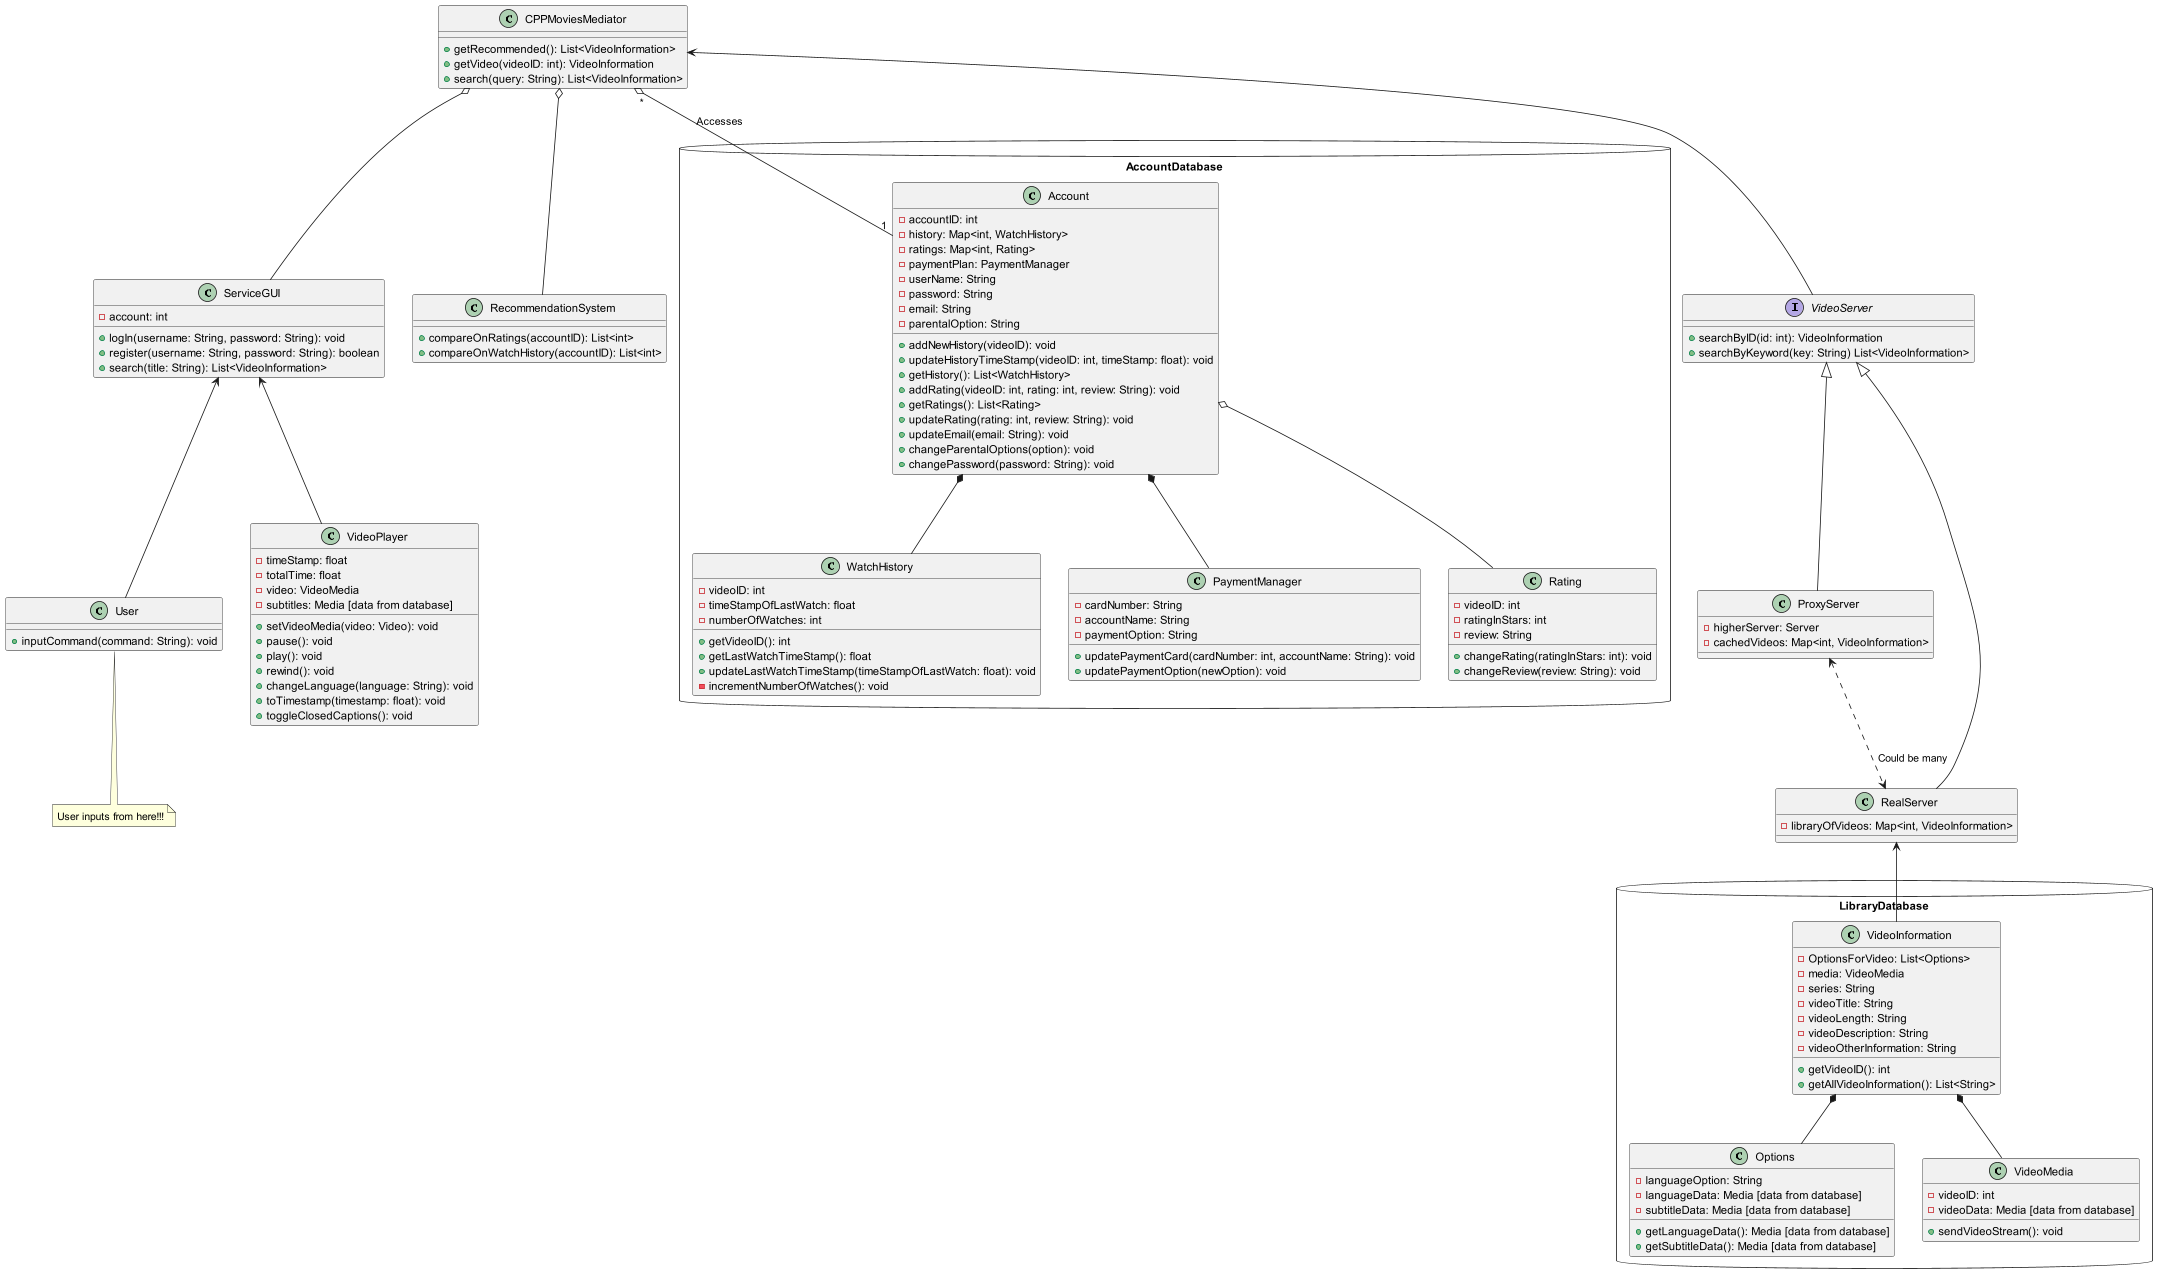 CPPMoviesMediator
getRecommended(): List<VideoInformation>
getVideo(videoID: int): VideoInformation
search(query: String): List<VideoInformation>
*
Accesses
1
AccountDatabase
Account
accountID: int
history: Map<int, WatchHistory>
ratings: Map<int, Rating>
paymentPlan: PaymentManager
userName: String
password: String
email: String
parentalOption: String
addNewHistory(videoID): void
updateHistoryTimeStamp(videoID: int, timeStamp: float): void
getHistory(): List<WatchHistory>
addRating(videoID: int, rating: int, review: String): void
getRatings(): List<Rating>
updateRating(rating: int, review: String): void
updateEmail(email: String): void
changeParentalOptions(option): void
changePassword(password: String): void
ServiceGUI
account: int
logIn(username: String, password: String): void
register(username: String, password: String): boolean
search(title: String): List<VideoInformation>
RecommendationSystem
compareOnRatings(accountID): List<int>
compareOnWatchHistory(accountID): List<int>
VideoServer
searchByID(id: int): VideoInformation
searchByKeyword(key: String) List<VideoInformation>
User
inputCommand(command: String): void
VideoPlayer
timeStamp: float
totalTime: float
video: VideoMedia
subtitles: Media [data from database]
setVideoMedia(video: Video): void
pause(): void
play(): void
rewind(): void
changeLanguage(language: String): void
toTimestamp(timestamp: float): void
toggleClosedCaptions(): void
WatchHistory
videoID: int
timeStampOfLastWatch: float
numberOfWatches: int
getVideoID(): int
getLastWatchTimeStamp(): float
updateLastWatchTimeStamp(timeStampOfLastWatch: float): void
incrementNumberOfWatches(): void
PaymentManager
cardNumber: String
accountName: String
paymentOption: String
updatePaymentCard(cardNumber: int, accountName: String): void
updatePaymentOption(newOption): void
Rating
videoID: int
ratingInStars: int
review: String
changeRating(ratingInStars: int): void
changeReview(review: String): void
ProxyServer
higherServer: Server
cachedVideos: Map<int, VideoInformation>
Could be many
User inputs from here!!!
RealServer
libraryOfVideos: Map<int, VideoInformation>
LibraryDatabase
VideoInformation
OptionsForVideo: List<Options>
media: VideoMedia
series: String
videoTitle: String
videoLength: String
videoDescription: String
videoOtherInformation: String
getVideoID(): int
getAllVideoInformation(): List<String>
Options
languageOption: String
languageData: Media [data from database]
subtitleData: Media [data from database]
getLanguageData(): Media [data from database]
getSubtitleData(): Media [data from database]
VideoMedia
videoID: int
videoData: Media [data from database]
sendVideoStream(): void